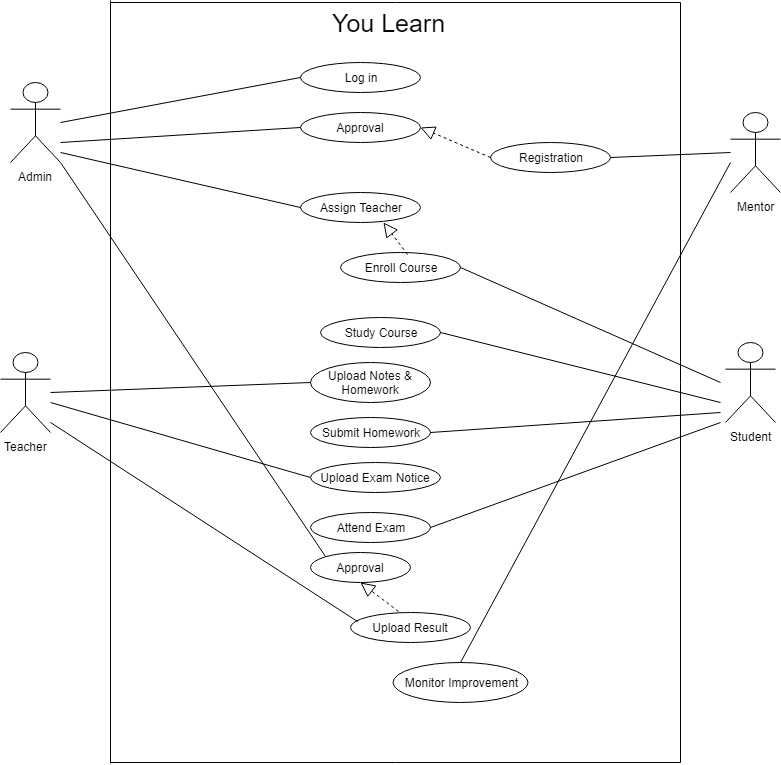 You Learn
Log in
Approval
Registration
Admin
Mentor
Assign Teacher
Enroll Course
Study Course
Upload Notes &
Homework
Teacher
Student
Submit Homework
Upload Exam Notice
Attend Exam
Approval
Upload Result
Monitor Improvement